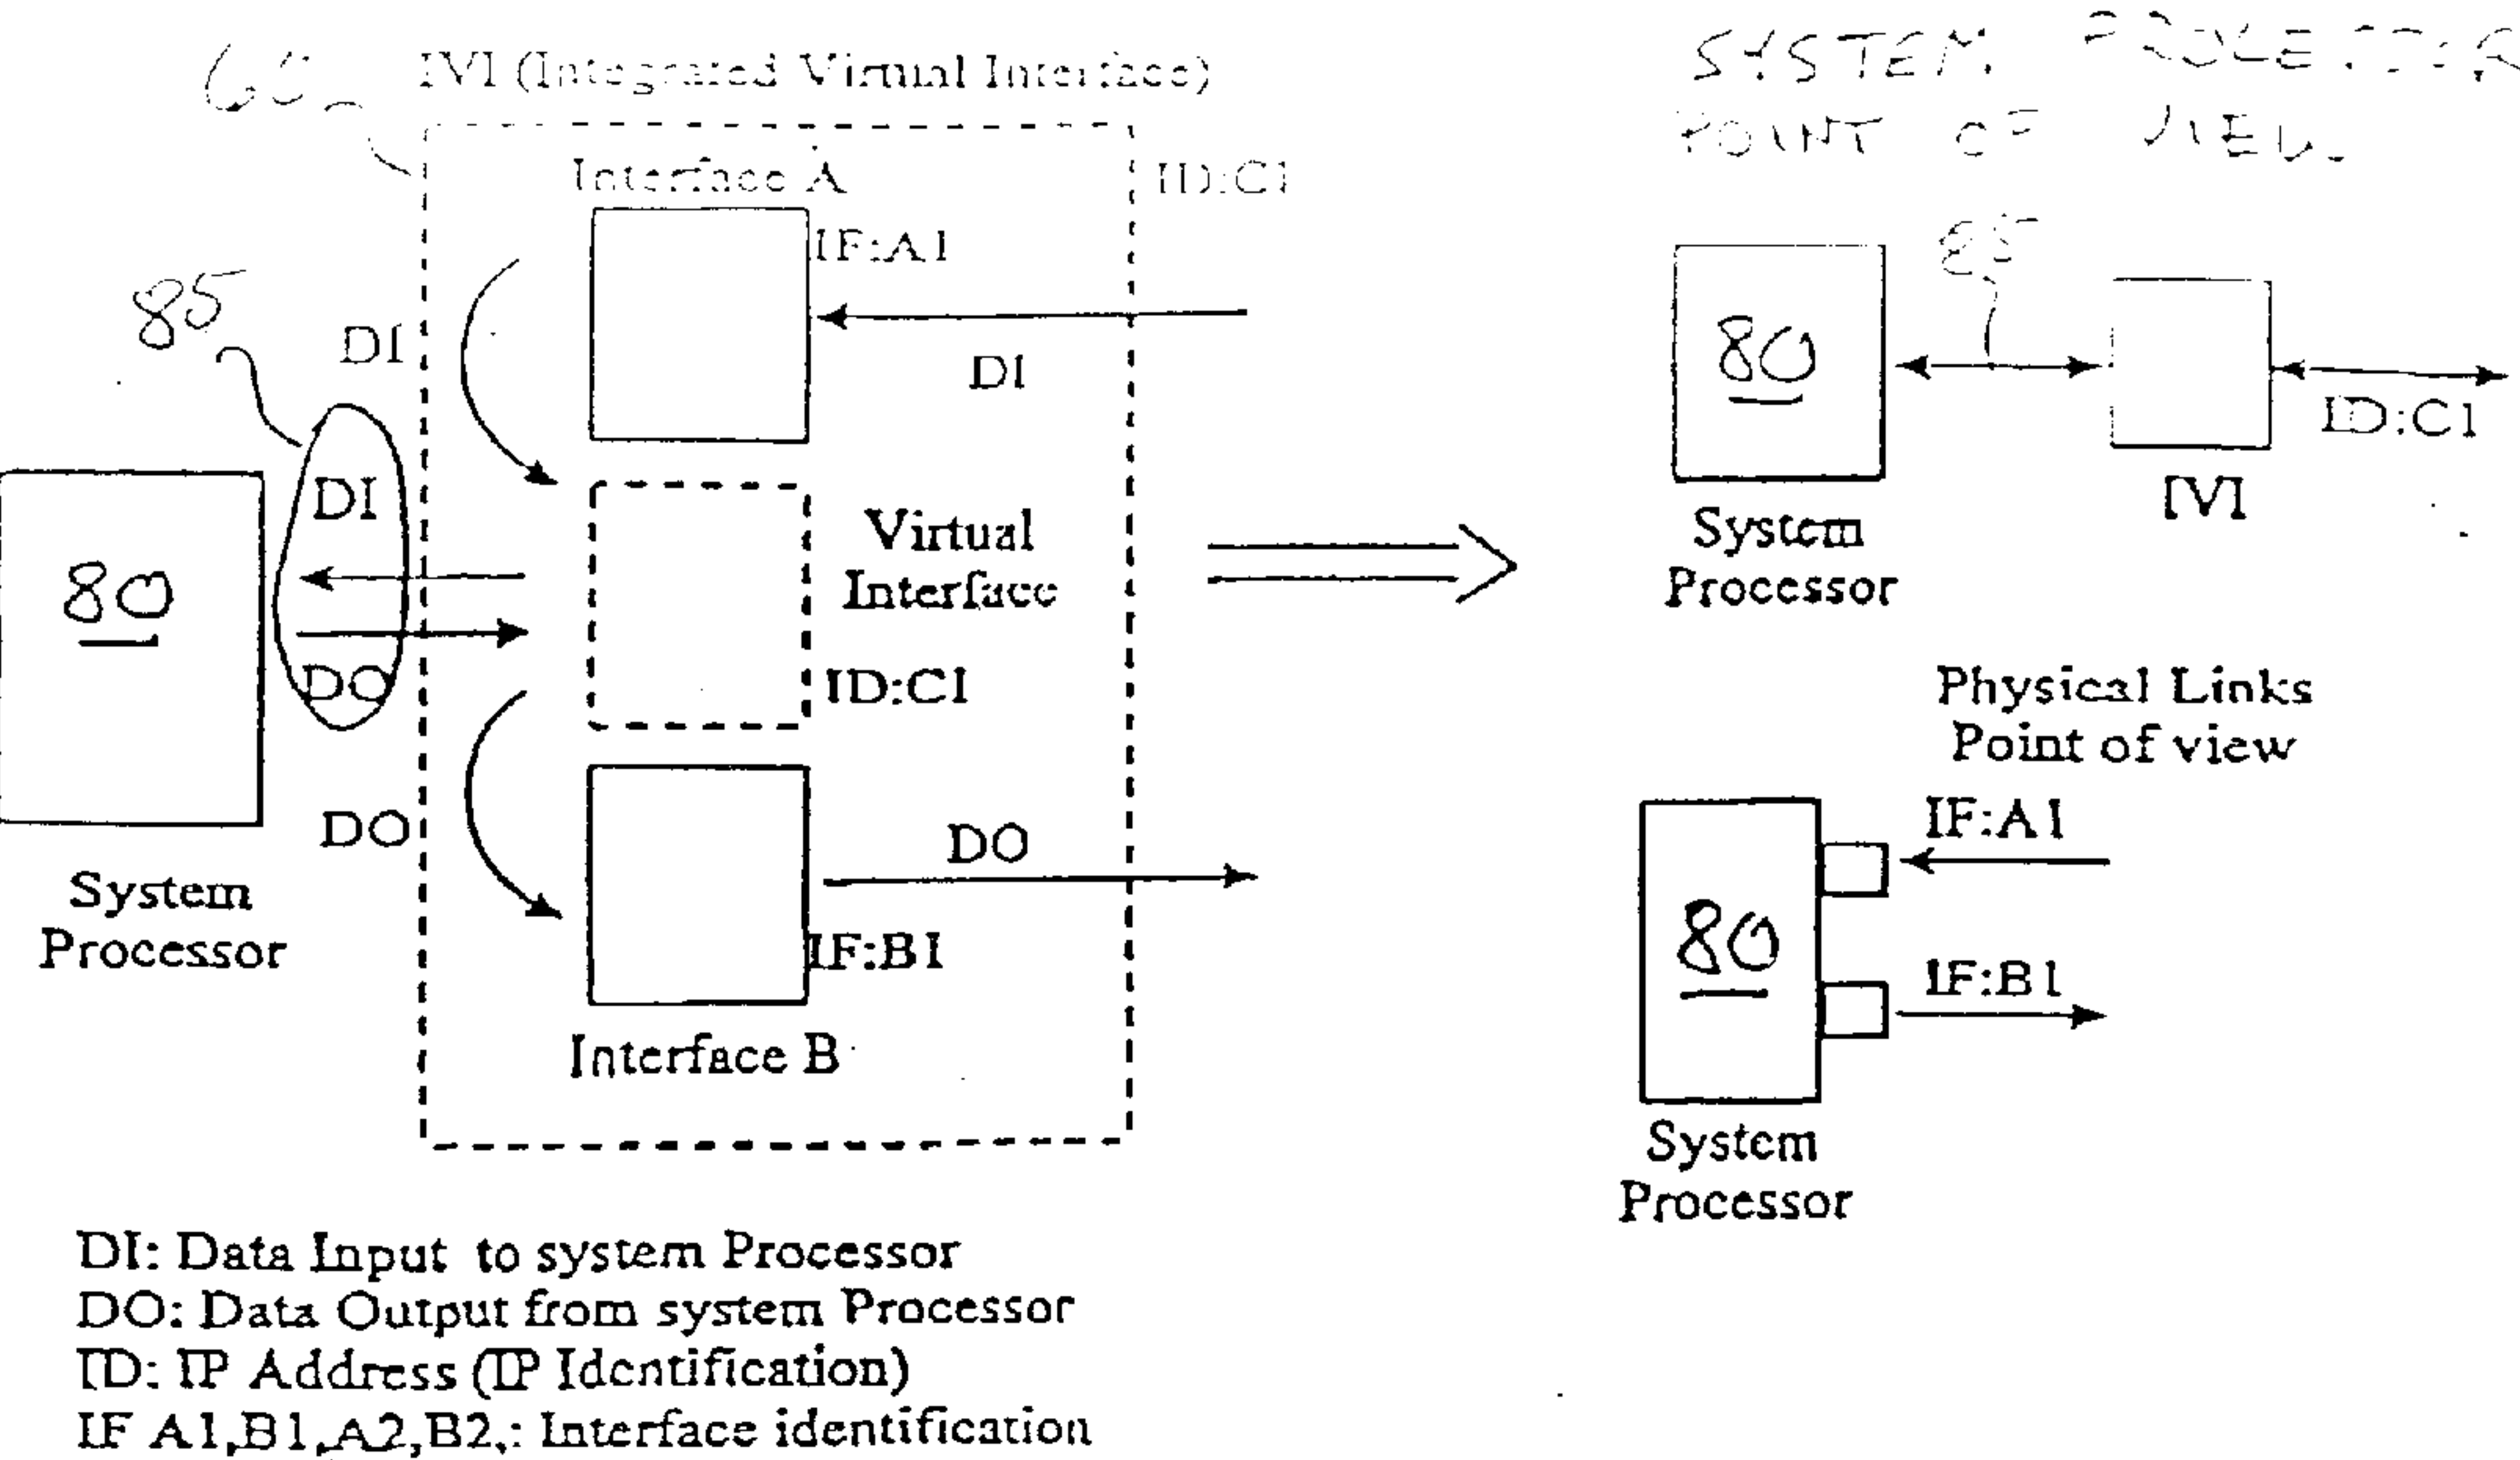 IVI (Integrated Virtual Interface)
Interface A
ID:C1
IF:A1
DI
DI
85
DI
80
DO
DO
System
Processor
Virtual
Interface
ID:C1
DO
IF:B1
Interface B
SYSTEM
POINT OF VIEW
85
80
ID:C1
IVI
System
Processor
Physical Links
Point of view
IF:A1
80
IF:B1
System
Processor
DI: Data Input to system Processor
DO: Data Output from system Processor
ID: IP Address (IP Identification)
IF A1,B1,A2,B2,: Interface identification